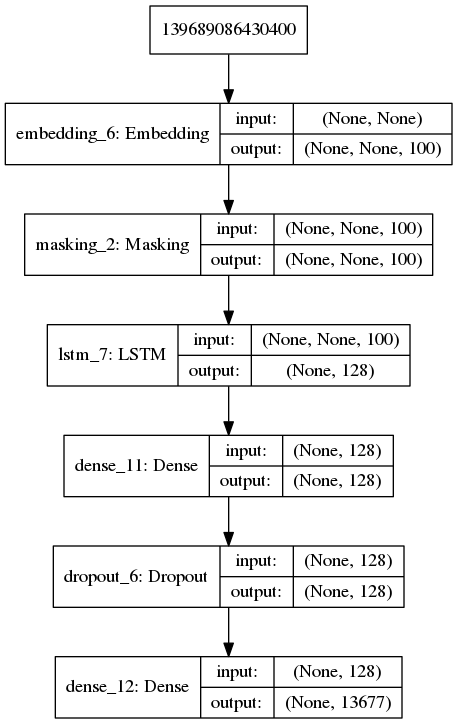 139689086430400
embedding_6: Embedding
input:
(None, None)
output:
(None, None, 100)
masking_2: Masking
input:
(None, None, 100)
output:
(None, None, 100)
lstm_7: LSTM
input:
(None, None, 100)
output:
(None, 128)
dense_11: Dense
input:
(None, 128)
output:
(None, 128)
dropout_6: Dropout
input:
(None, 128)
output:
(None, 128)
dense_12: Dense
input:
(None, 128)
output:
(None, 13677)